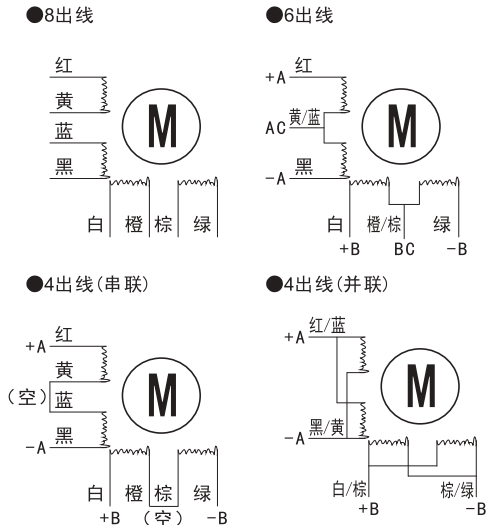 ●8出线
红
黄
蓝
黑
M
白 橙 棕 绿
●6出线
+A 红
AC 黄/蓝
-A 黑
M
白 橙/棕 绿
+B BC -B
●4出线(串联)
+A 红
黄
(空) 蓝
-A 黑
M
白 橙 棕 绿
+B (空) -B
●4出线(并联)
+A 红/蓝
-A 黑/黄
M
白/棕 棕/绿
+B -B